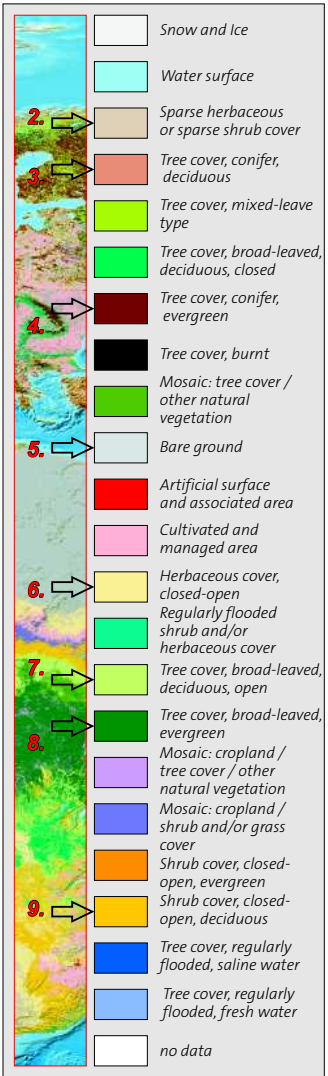 Snow and Ice
Water surface
2.
Sparse herbaceous
or sparse shrub cover
3.
Tree cover, conifer,
deciduous
Tree cover, mixed-leave
type
Tree cover, broad-leaved,
deciduous, closed
4.
Tree cover, conifer,
evergreen
Tree cover, burnt
Mosaic: tree cover /
other natural
vegetation
5.
Bare ground
Artificial surface
and associated area
Cultivated and
managed area
6.
Herbaceous cover,
closed-open
Regularly flooded
shrub and/or
herbaceous cover
7.
Tree cover, broad-leaved,
deciduous, open
8.
Tree cover, broad-leaved,
evergreen
Mosaic: cropland /
tree cover / other
natural vegetation
Mosaic: cropland /
shrub and/or grass
cover
Shrub cover, closed-
open, evergreen
9.
Shrub cover, closed-
open, deciduous
Tree cover, regularly
flooded, saline water
Tree cover, regularly
flooded, fresh water
no data